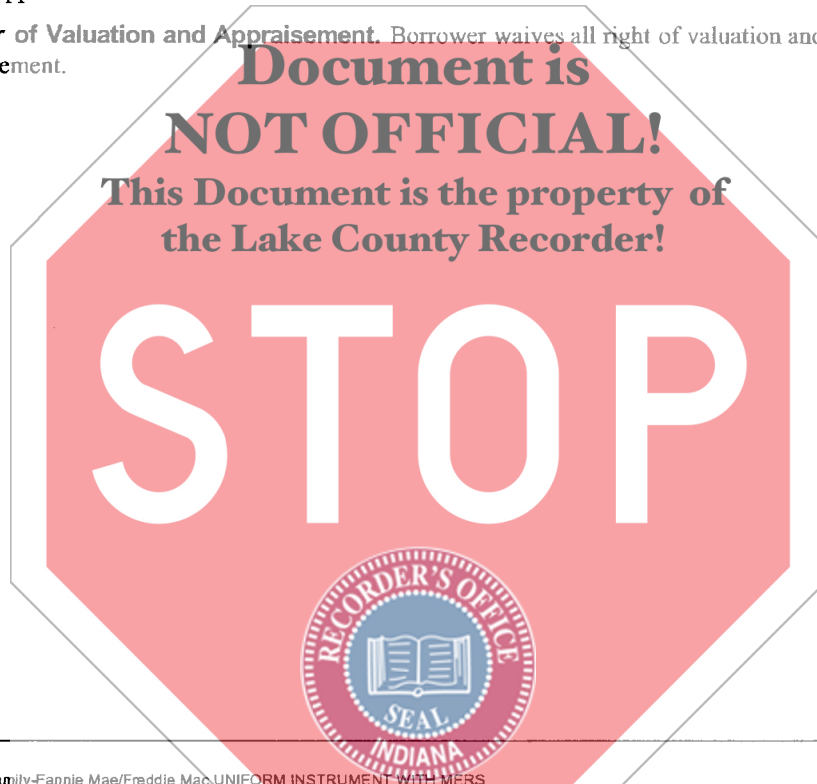 r of Valuation and Appraisement. Borrower waives all right of valuation and
ement.
Document is
NOT OFFICIAL!
This Document is the property of
the Lake County Recorder!
STOP
RECORDER'S OFFICE
SEAL
INDIANA
amily-Fannie Mae/Freddie Mac UNIFORM INSTRUMENT WITH MERS